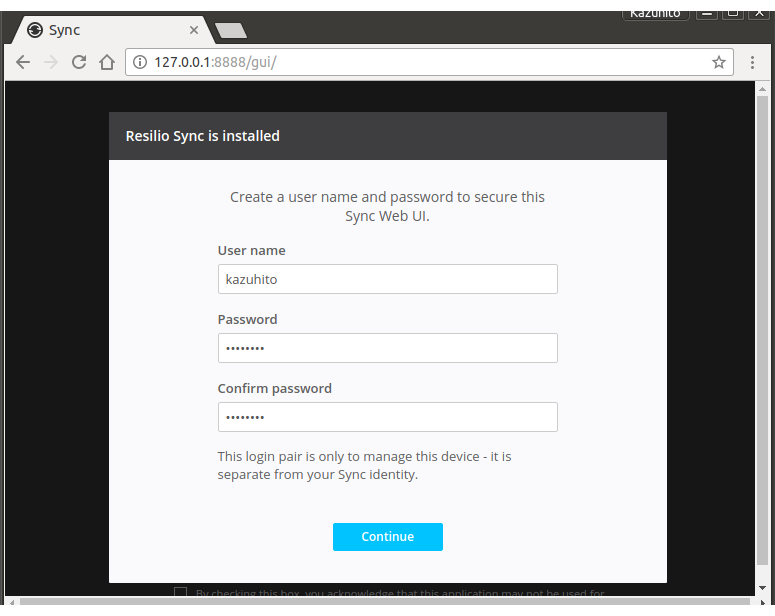 Kazuhito
Sync
127.0.0.1:8888/gui/
Resilio Sync is installed
Create a user name and password to secure this
Sync Web UI.
User name
kazuhito
Password
••••••••
Confirm password
••••••••
This login pair is only to manage this device - it is
separate from your Sync identity.
Continue
By checking this box, you acknowledge that this application may not be used for